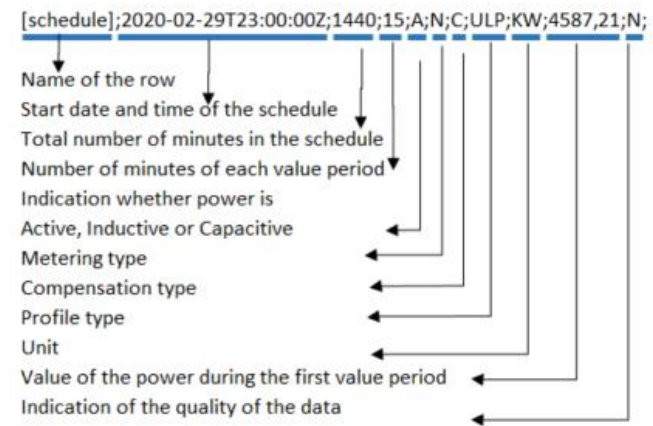 [schedule];2020-02-29T23:00:00Z;1440;15;A;N;C;ULP;KW;4587,21;N;
Name of the row
Start date and time of the schedule
Total number of minutes in the schedule
Number of minutes of each value period
Indication whether power is
Active, Inductive or Capacitive
Metering type
Compensation type
Profile type
Unit
Value of the power during the first value period
Indication of the quality of the data